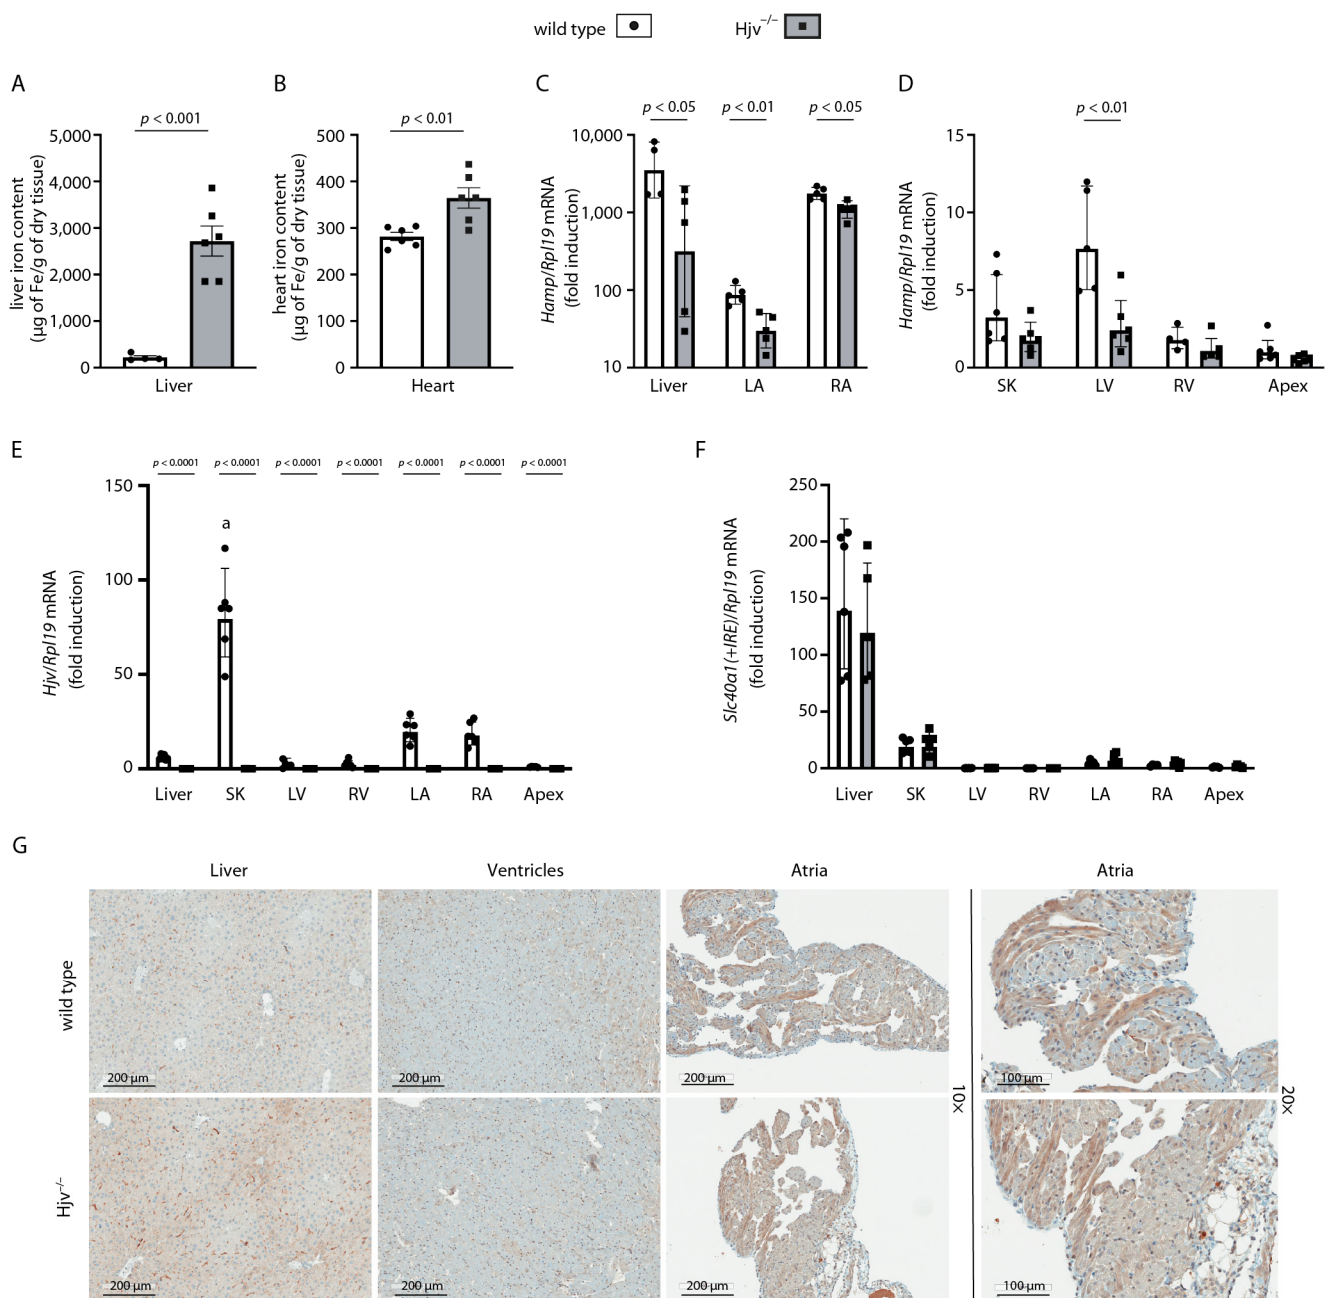 wild type
Hjv–/–
A
p < 0.001
5,000
4,000
3,000
2,000
1,000
0
liver iron content
(µg of Fe/g of dry tissue)
Liver
B
p < 0.01
500
400
300
200
100
0
heart iron content
(µg of Fe/g of dry tissue)
Heart
C
p < 0.05
p < 0.01
p < 0.05
10,000
1,000
100
10
Hamp/Rpl19 mRNA
(fold induction)
Liver
LA
RA
D
p < 0.01
15
10
5
0
Hamp/Rpl19 mRNA
(fold induction)
SK
LV
RV
Apex
E
p < 0.0001
p < 0.0001
p < 0.0001
p < 0.0001
p < 0.0001
p < 0.0001
p < 0.0001
a
150
100
50
0
Hjv/Rpl19 mRNA
(fold induction)
Liver
SK
LV
RV
LA
RA
Apex
F
250
200
150
100
50
0
Slc40a1(+IRE)/Rpl19 mRNA
(fold induction)
Liver
SK
LV
RV
LA
RA
Apex
G
Liver
Ventricles
Atria
Atria
wild type
200 µm
200 µm
200 µm
100 µm
10×
20×
Hjv–/–
200 µm
200 µm
200 µm
100 µm